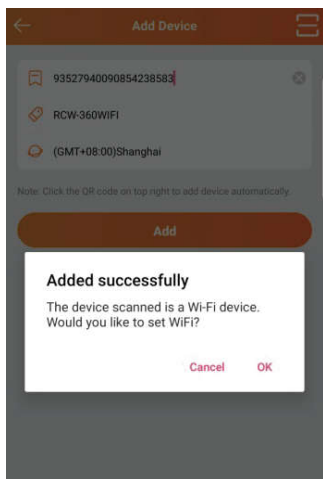 Add Device
93527940090854238583
RCW-360WIFI
(GMT+08:00)Shanghai
Note: Click the QR code on top right to add device automatically.
Add
Added successfully
The device scanned is a Wi-Fi device.
Would you like to set WiFi?
Cancel OK